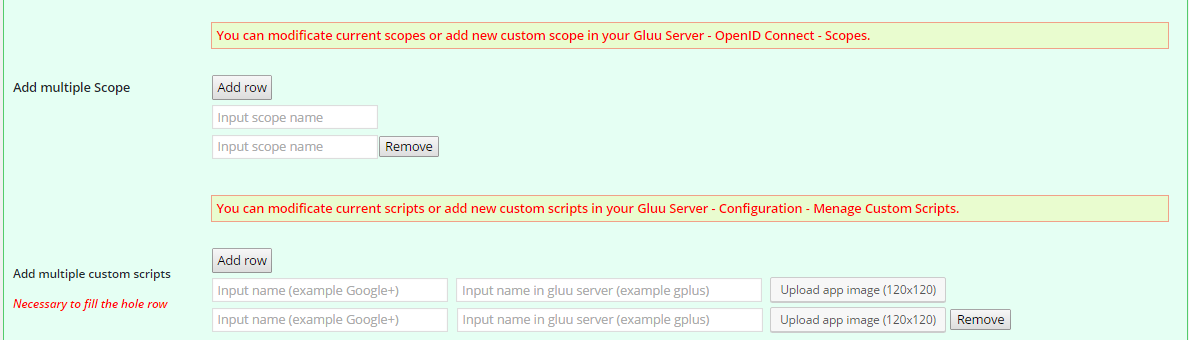 You can modificate current scopes or add new custom scope in your Gluu Server - OpenID Connect - Scopes.
Add multiple Scope
Add row
Input scope name
Input scope name Remove
You can modificate current scripts or add new custom scripts in your Gluu Server - Configuration - Menage Custom Scripts.
Add row
Add multiple custom scripts
Input name (example Google+) Input name in gluu server (example gplus) Upload app image (120x120)
Necessary to fill the hole row
Input name (example Google+) Input name in gluu server (example gplus) Upload app image (120x120) Remove